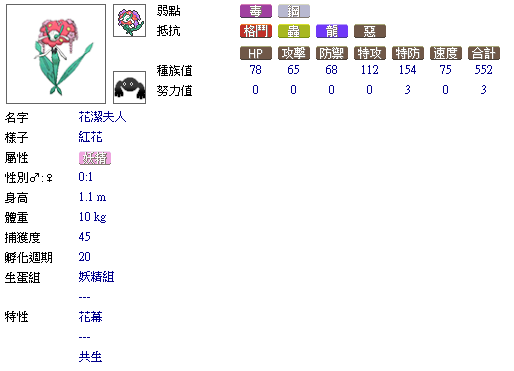 弱點 毒 鋼
抵抗 格鬥 蟲 龍 惡
HP 攻擊 防禦 特攻 特防 速度 合計
種族值 78 65 68 112 154 75 552
努力值 0 0 0 0 3 0 3
名字 花潔夫人
樣子 紅花
屬性 妖精
性別♂:♀ 0:1
身高 1.1 m
體重 10 kg
捕獲度 45
孵化週期 20
生蛋組 妖精組
---
特性 花幕
---
共生